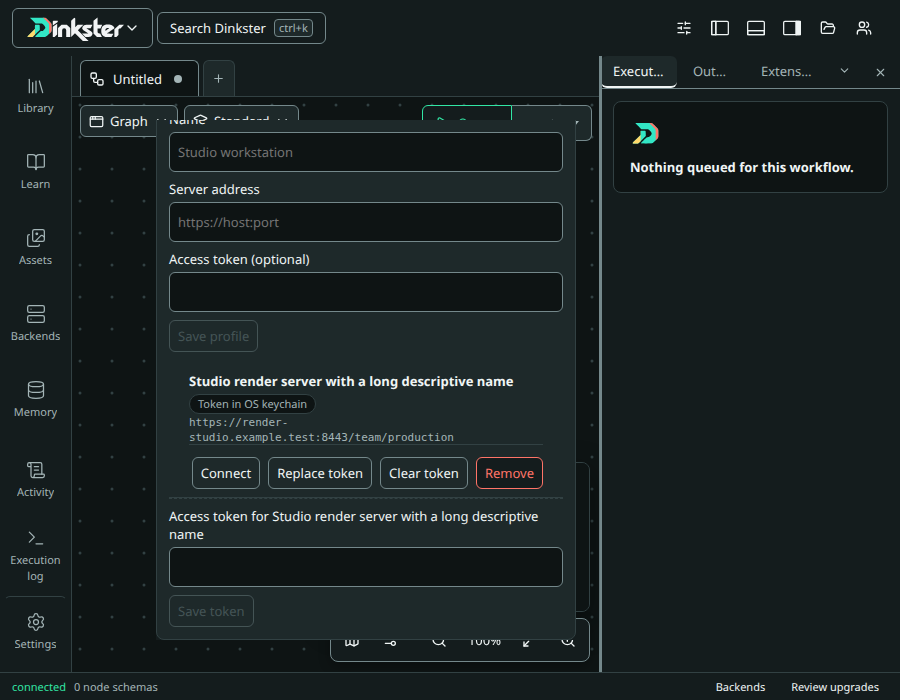 Dinkster
Search Dinkster ctrl+k
Library
Learn
Assets
Backends
Memory
Activity
Execution
log
Settings
Untitled
Graph
Standard
Studio workstation
Server address
https://host:port
Access token (optional)
Save profile
Studio render server with a long descriptive name
Token in OS keychain
https://render-
studio.example.test:8443/team/production
Connect Replace token Clear token Remove
Access token for Studio render server with a long descriptive
name
Save token
100%
Execut... Out... Extens...
Nothing queued for this workflow.
connected 0 node schemas
Backends Review upgrades